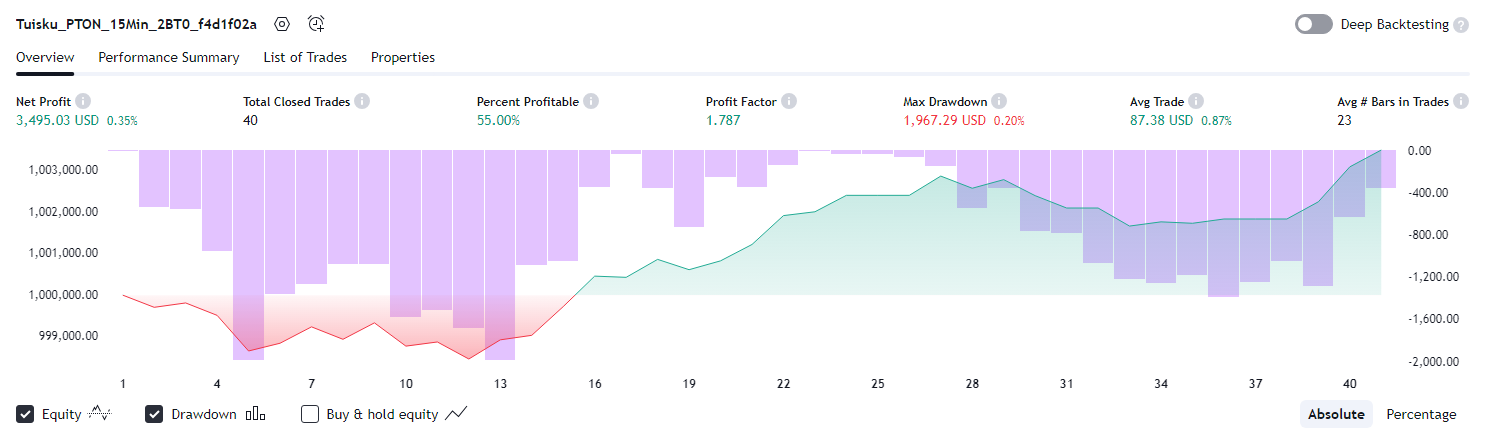 Tuisku_PTON_15Min_2BT0_f4d1f02a
Deep Backtesting ?
Overview Performance Summary List of Trades Properties
Net Profit i Total Closed Trades i Percent Profitable i Profit Factor i Max Drawdown i Avg Trade i Avg # Bars in Trades i
3,495.03 USD 0.35% 40 55.00% 1.787 1,967.29 USD 0.20% 87.38 USD 0.87% 23
1,003,000.00
1,002,000.00
1,001,000.00
1,000,000.00
999,000.00
0.00
-400.00
-800.00
-1,200.00
-1,600.00
-2,000.00
1 4 7 10 13 16 19 22 25 28 31 34 37 40
Equity Drawdown Buy & hold equity Absolute Percentage